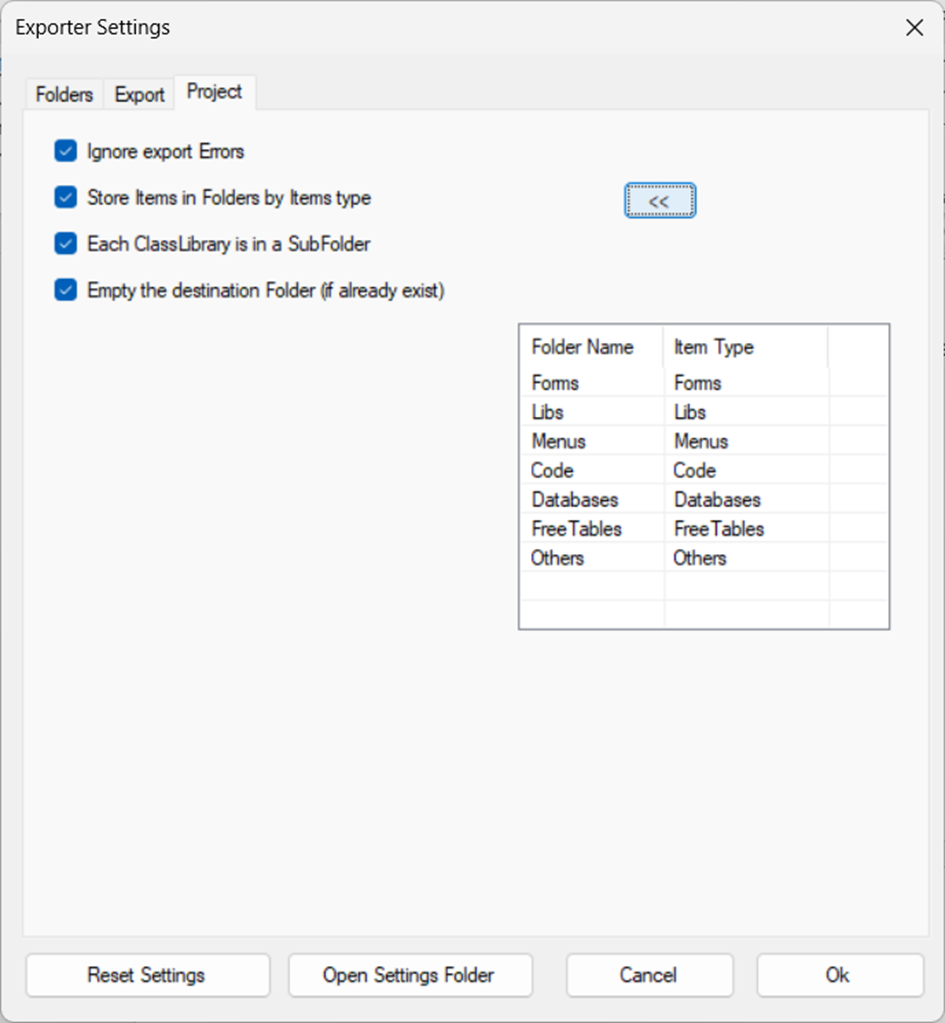 Exporter Settings
Folders Export Project
Ignore export Errors
Store Items in Folders by Items type <<
Each ClassLibrary is in a SubFolder
Empty the destination Folder (if already exist)
Folder Name Item Type
Forms Forms
Libs Libs
Menus Menus
Code Code
Databases Databases
FreeTables FreeTables
Others Others
Reset Settings Open Settings Folder Cancel Ok